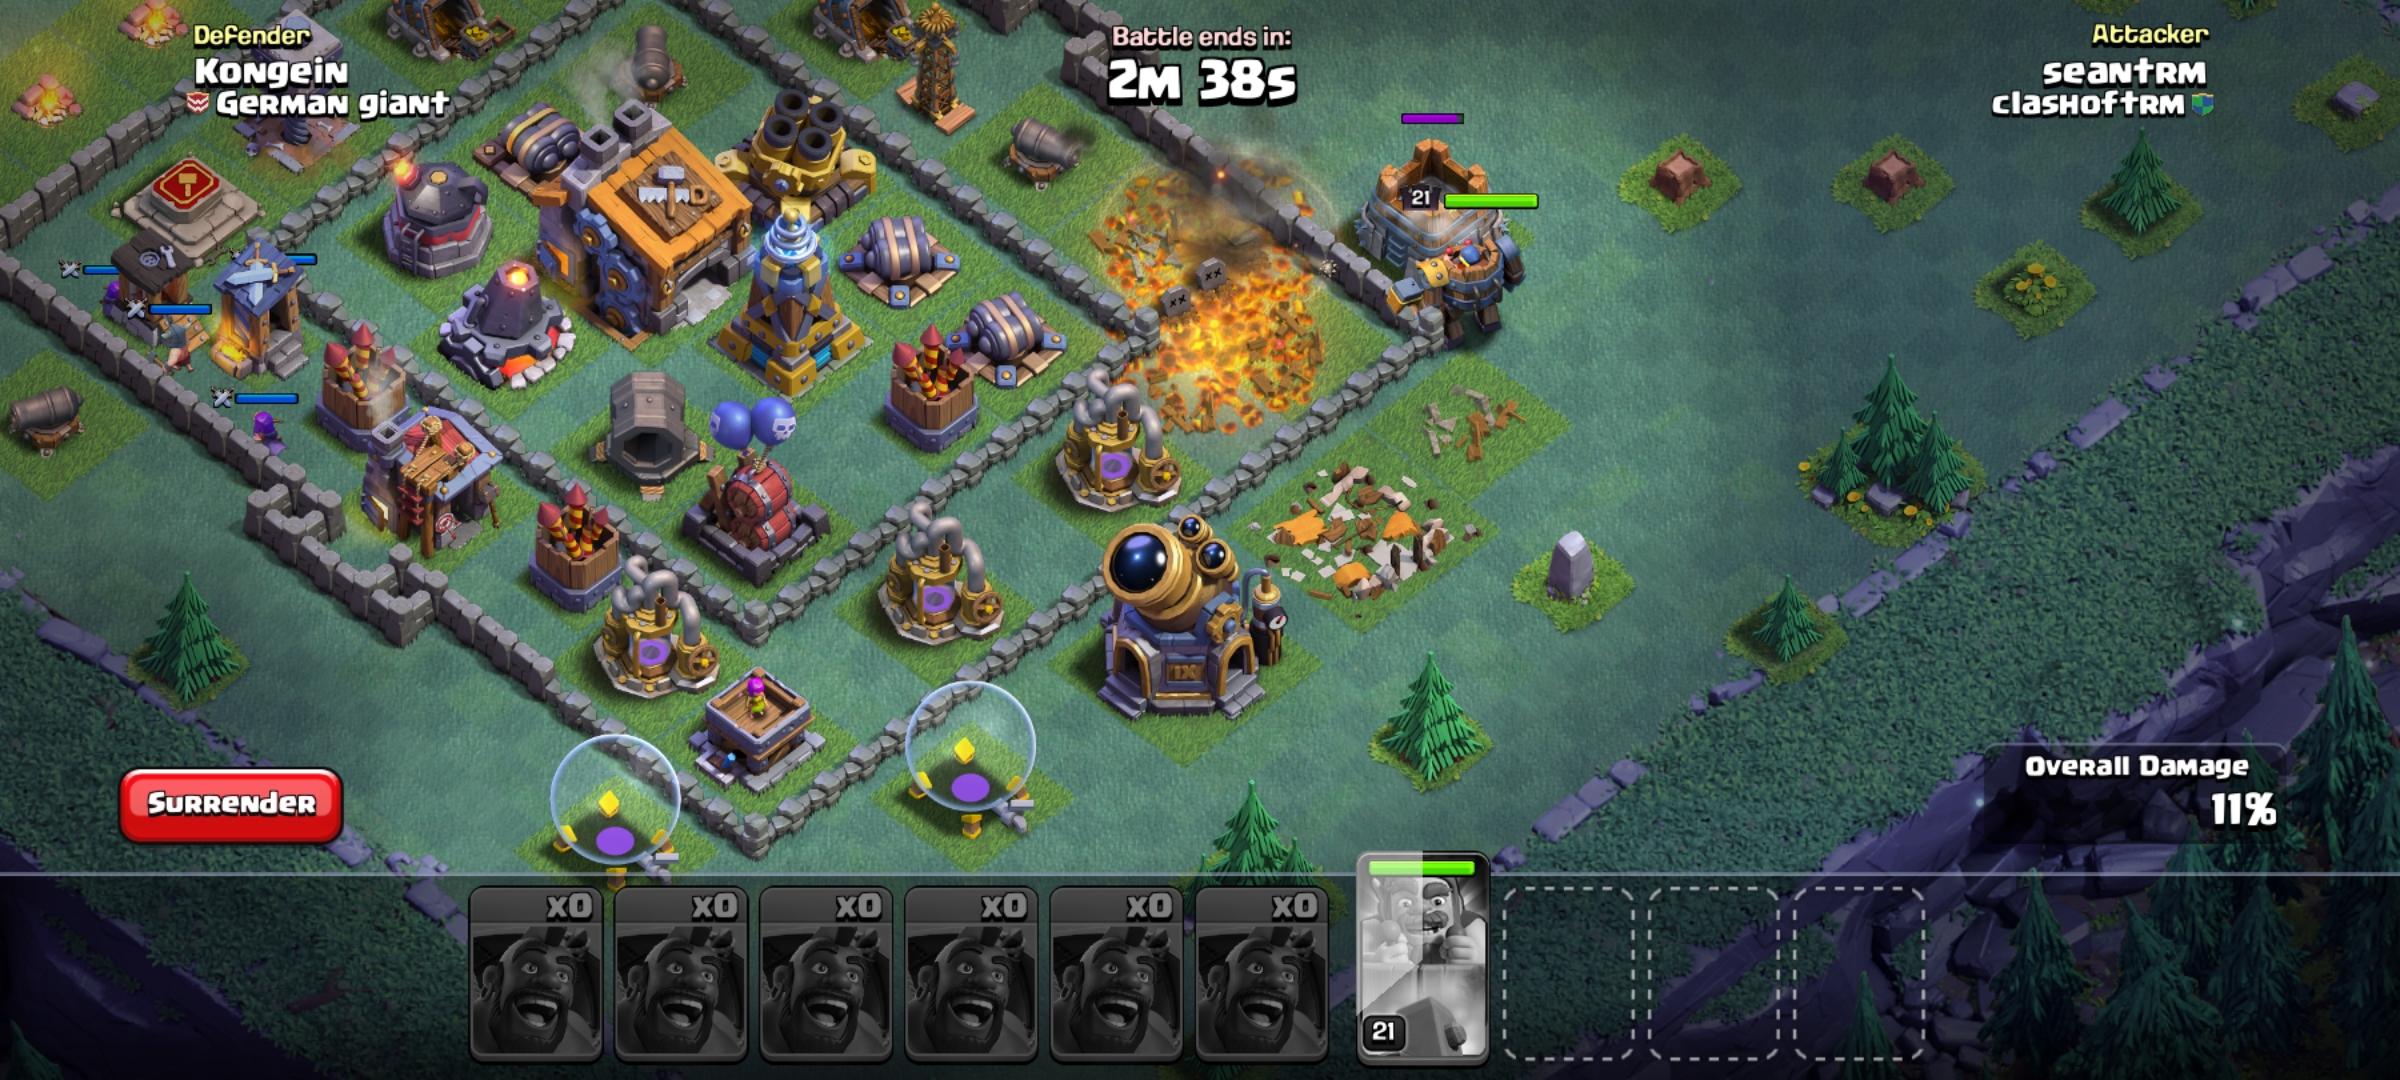 Defender
Kongein
German giant
Battle ends in:
2M 38s
Attacker
seantRM
clashoftRM
21
IX
Surrender
Overall Damage
11%
x0
x0
x0
x0
x0
x0
21